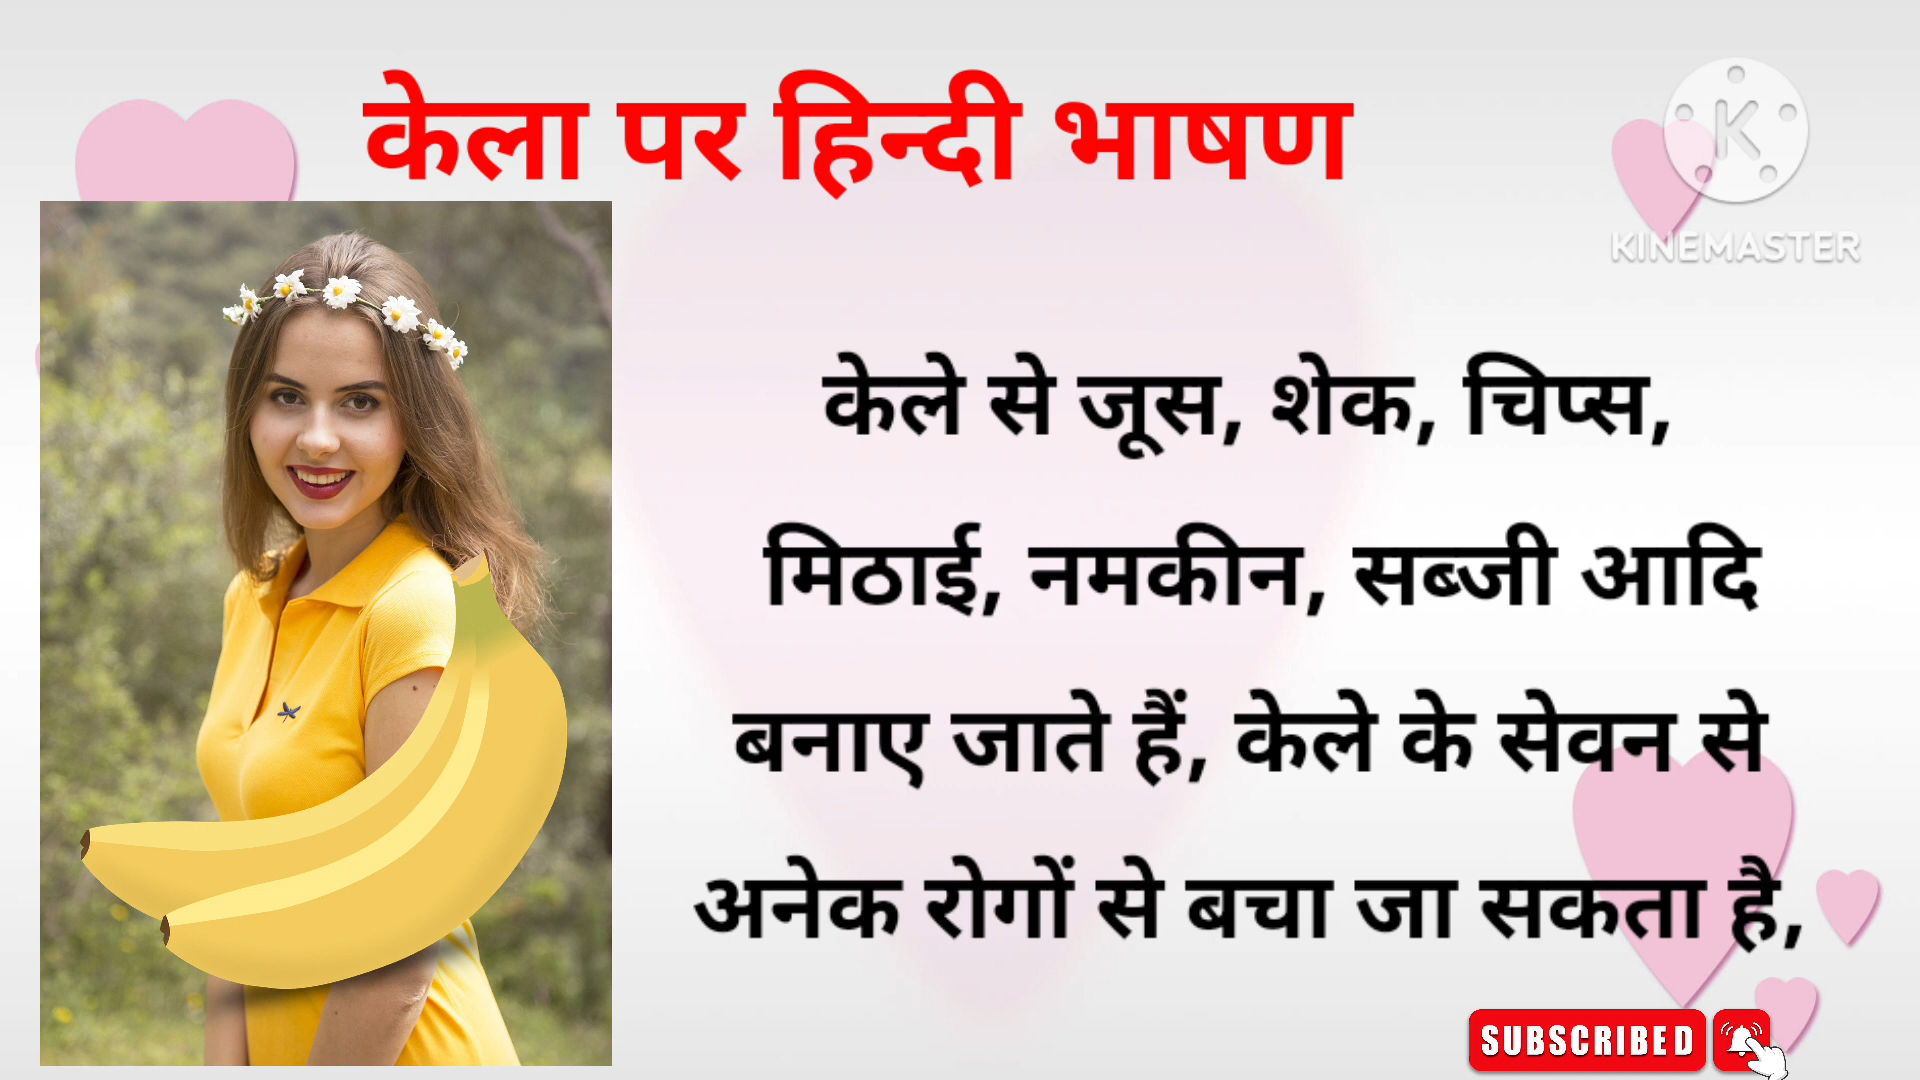 केला पर हिन्दी भाषण
K
KINEMASTER
केले से जूस, शेक, चिप्स,
मिठाई, नमकीन, सब्जी आदि
बनाए जाते हैं, केले के सेवन से
अनेक रोगों से बचा जा सकता है,
SUBSCRIBED